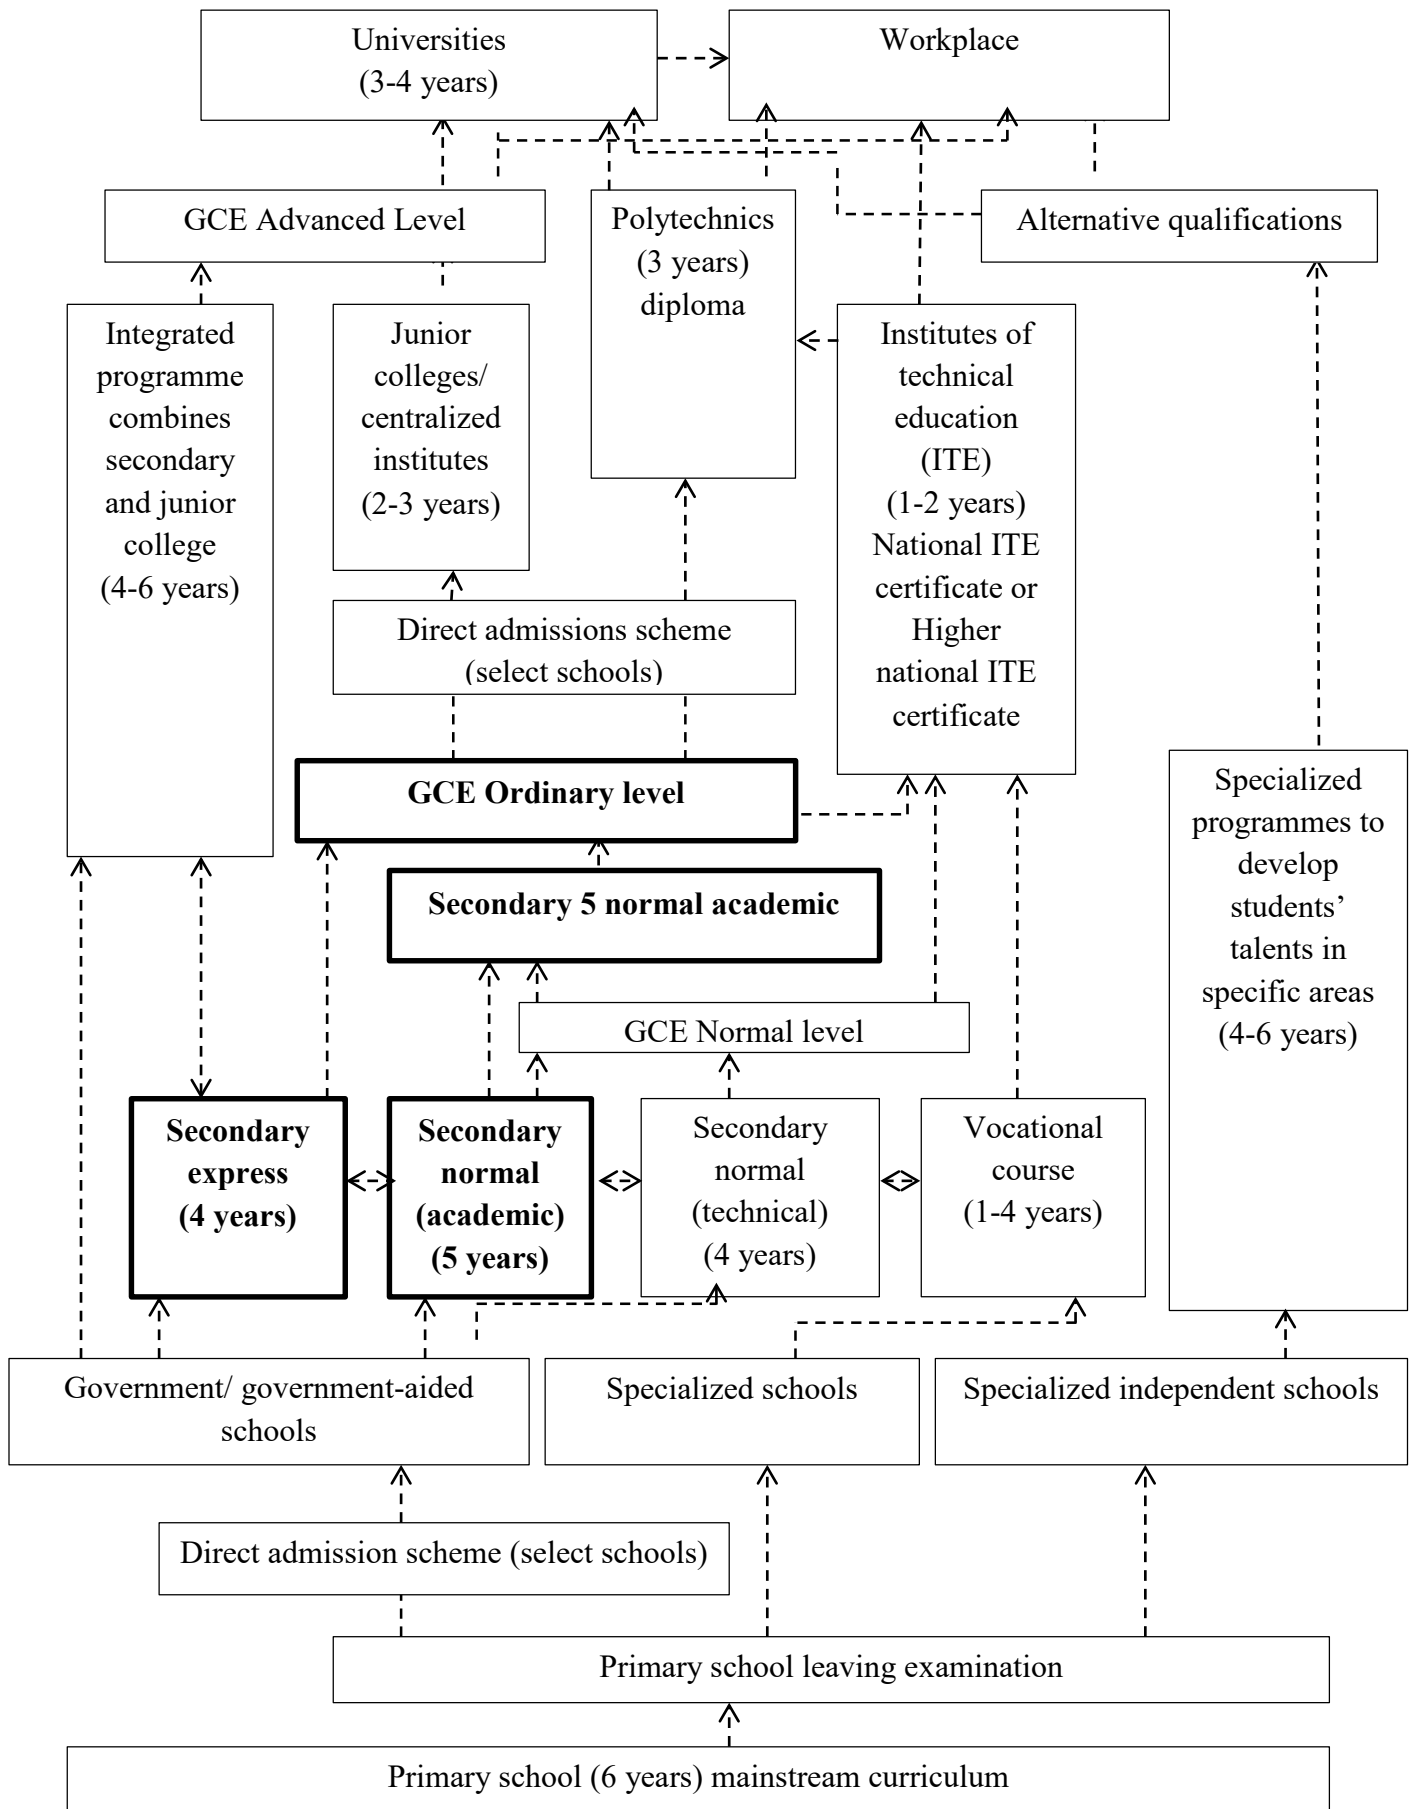 Universities
(3-4 years)
Workplace
GCE Advanced Level
Polytechnics
(3 years)
diploma
Alternative qualifications
Integrated
programme
combines
secondary
and junior
college
(4-6 years)
Junior
colleges/
centralized
institutes
(2-3 years)
Institutes of
technical
education
(ITE)
(1-2 years)
National ITE
certificate or
Higher
national ITE
certificate
Direct admissions scheme
(select schools)
GCE Ordinary level
Specialized
programmes to
develop
students’
talents in
specific areas
(4-6 years)
Secondary 5 normal academic
GCE Normal level
Secondary
express
(4 years)
Secondary
normal
(academic)
(5 years)
Secondary
normal
(technical)
(4 years)
Vocational
course
(1-4 years)
Government/ government-aided
schools
Specialized schools
Specialized independent schools
Direct admission scheme (select schools)
Primary school leaving examination
Primary school (6 years) mainstream curriculum